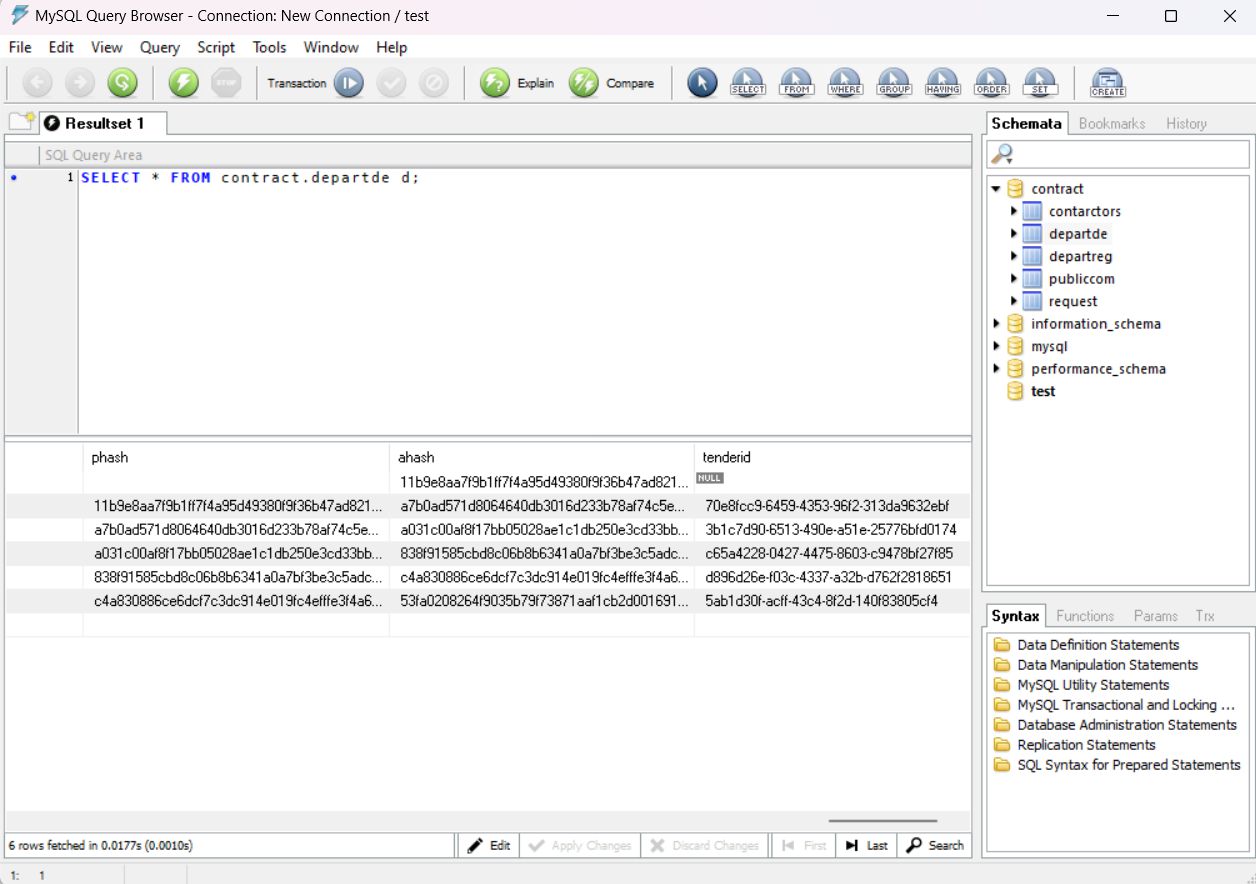 MySQL Query Browser - Connection: New Connection / test
File Edit View Query Script Tools Window Help
STOP Transaction Explain Compare SELECT FROM WHERE GROUP HAVING ORDER SET CREATE
Resultset 1
SQL Query Area
1 SELECT * FROM contract.departde d;
phash ahash tenderid
11b9e8aa7f9b1ff7f4a95d49380f9f36b47ad821... NULL
11b9e8aa7f9b1ff7f4a95d49380f9f36b47ad821... a7b0ad571d8064640db3016d233b78af74c5e... 70e8fcc9-6459-4353-96f2-313da9632ebf
a7b0ad571d8064640db3016d233b78af74c5e... a031c00af8f17bb05028ae1c1db250e3cd33bb... 3b1c7d90-6513-490e-a51e-25776bfd0174
a031c00af8f17bb05028ae1c1db250e3cd33bb... 838f91585cbd8c06b8b6341a0a7bf3be3c5adc... c65a4228-0427-4475-8603-c9478bf27f85
838f91585cbd8c06b8b6341a0a7bf3be3c5adc... c4a830886ce6dcf7c3dc914e019fc4efffe3f4a6... d896d26e-f03c-4337-a32b-d762f2818651
c4a830886ce6dcf7c3dc914e019fc4efffe3f4a6... 53fa0208264f9035b79f73871aaf1cb2d001691... 5ab1d30f-acff-43c4-8f2d-140f83805cf4
6 rows fetched in 0.0177s (0.0010s) Edit Apply Changes Discard Changes First Last Search
1: 1
Schemata Bookmarks History
contract
contarctors
departde
departreg
publiccom
request
information_schema
mysql
performance_schema
test
Syntax Functions Params Trx
Data Definition Statements
Data Manipulation Statements
MySQL Utility Statements
MySQL Transactional and Locking ...
Database Administration Statements
Replication Statements
SQL Syntax for Prepared Statements